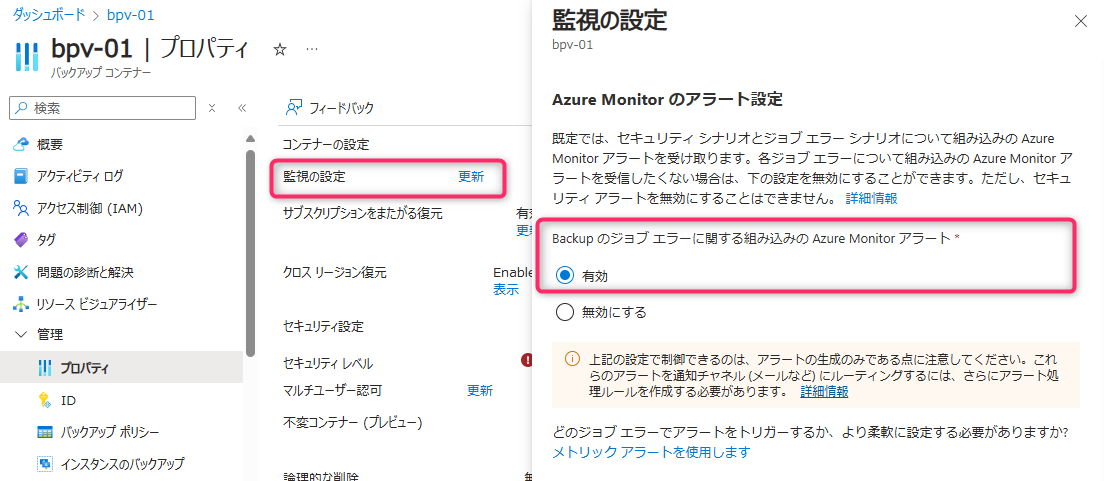 ダッシュボード > bpv-01
bpv-01 | プロパティ
バックアップ コンテナー
検索
概要
アクティビティ ログ
アクセス制御 (IAM)
タグ
問題の診断と解決
リソース ビジュアライザー
管理
プロパティ
ID
バックアップ ポリシー
インスタンスのバックアップ
フィードバック
コンテナーの設定
監視の設定 更新
サブスクリプションをまたがる復元
クロス リージョン復元 Enable
表示
セキュリティ設定
セキュリティ レベル
マルチユーザー認可 更新
不変コンテナー (プレビュー)
論理的な削除
監視の設定
bpv-01
Azure Monitor のアラート設定
既定では、セキュリティ シナリオとジョブ エラー シナリオについて組み込みの Azure
Monitor アラートを受け取ります。各ジョブ エラーについて組み込みの Azure Monitor ア
ラートを受信したくない場合は、下の設定を無効にすることができます。ただし、セキュ
リティ アラートを無効にすることはできません。 詳細情報
Backup のジョブ エラーに関する組み込みの Azure Monitor アラート *
有効
無効にする
上記の設定で制御できるのは、アラートの生成のみである点に注意してください。これ
らのアラートを通知チャネル (メールなど) にルーティングするには、さらにアラート処
理ルールを作成する必要があります。 詳細情報
どのジョブ エラーでアラートをトリガーするか、より柔軟に設定する必要がありますか?
メトリック アラートを使用します